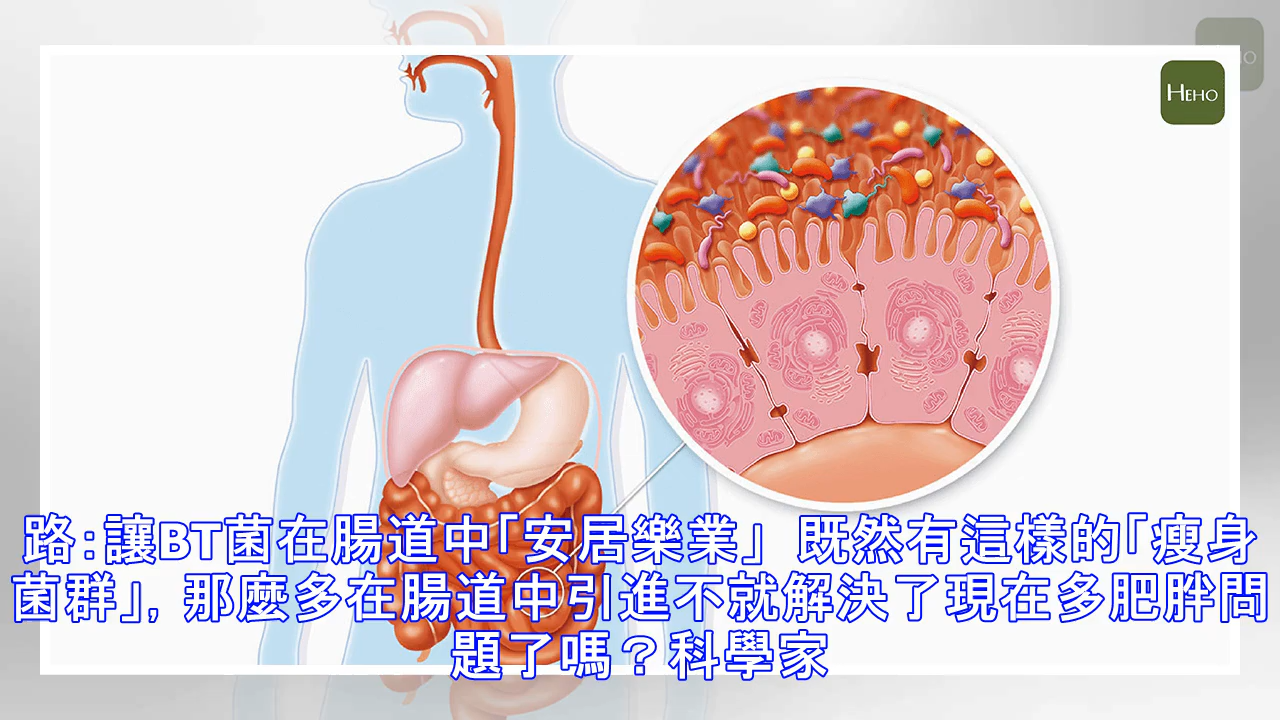 HEHO
路:讓BT菌在腸道中「安居樂業」 既然有這樣的「瘦身
菌群」, 那麼多在腸道中引進不就解決了現在多肥胖問
題了嗎？科學家